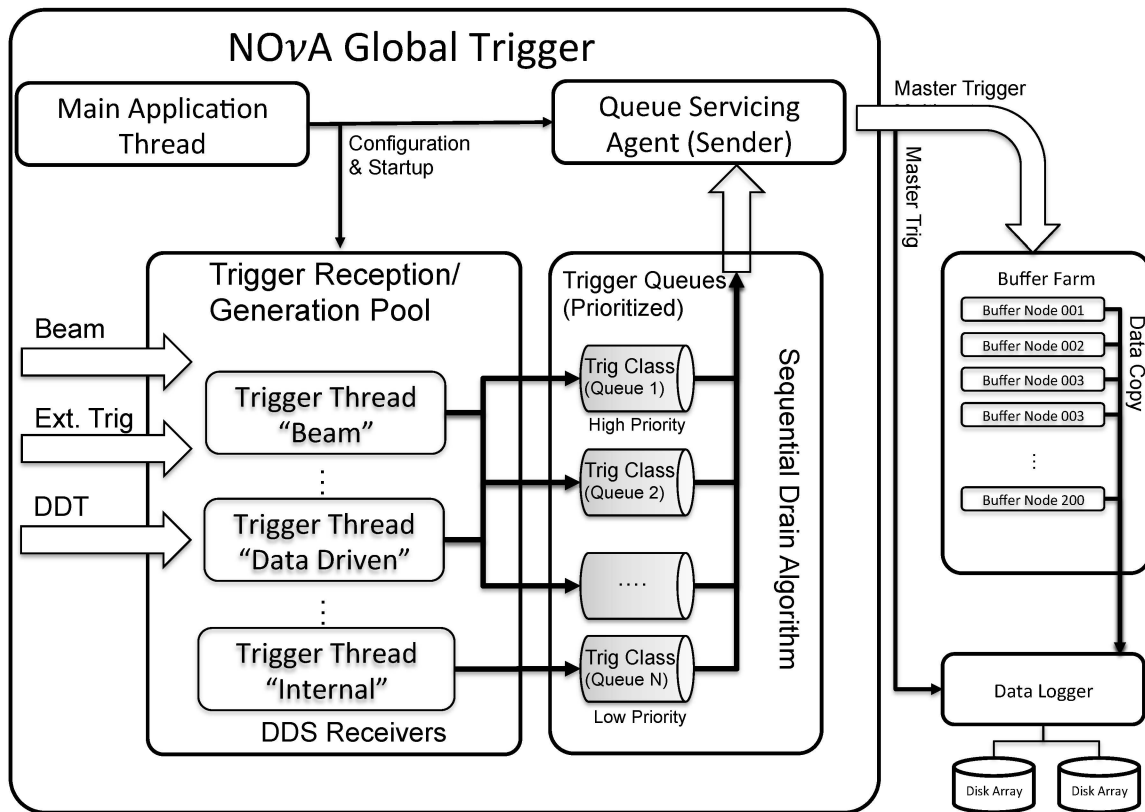 NOνA Global Trigger
Main Application
Thread
Queue Servicing
Agent (Sender)
Configuration
& Startup
Master Trigger
Master Trig
Trigger Reception/
Generation Pool
Beam
Ext. Trig
DDT
Trigger Thread
“Beam”
⋮
Trigger Thread
“Data Driven”
⋮
Trigger Thread
“Internal”
DDS Receivers
Trigger Queues
(Prioritized)
Trig Class
(Queue 1)
High Priority
Trig Class
(Queue 2)
....
Trig Class
(Queue N)
Low Priority
Sequential Drain Algorithm
Buffer Farm
Buffer Node 001
Buffer Node 002
Buffer Node 003
Buffer Node 003
⋮
Buffer Node 200
Data Copy
Data Logger
Disk Array
Disk Array